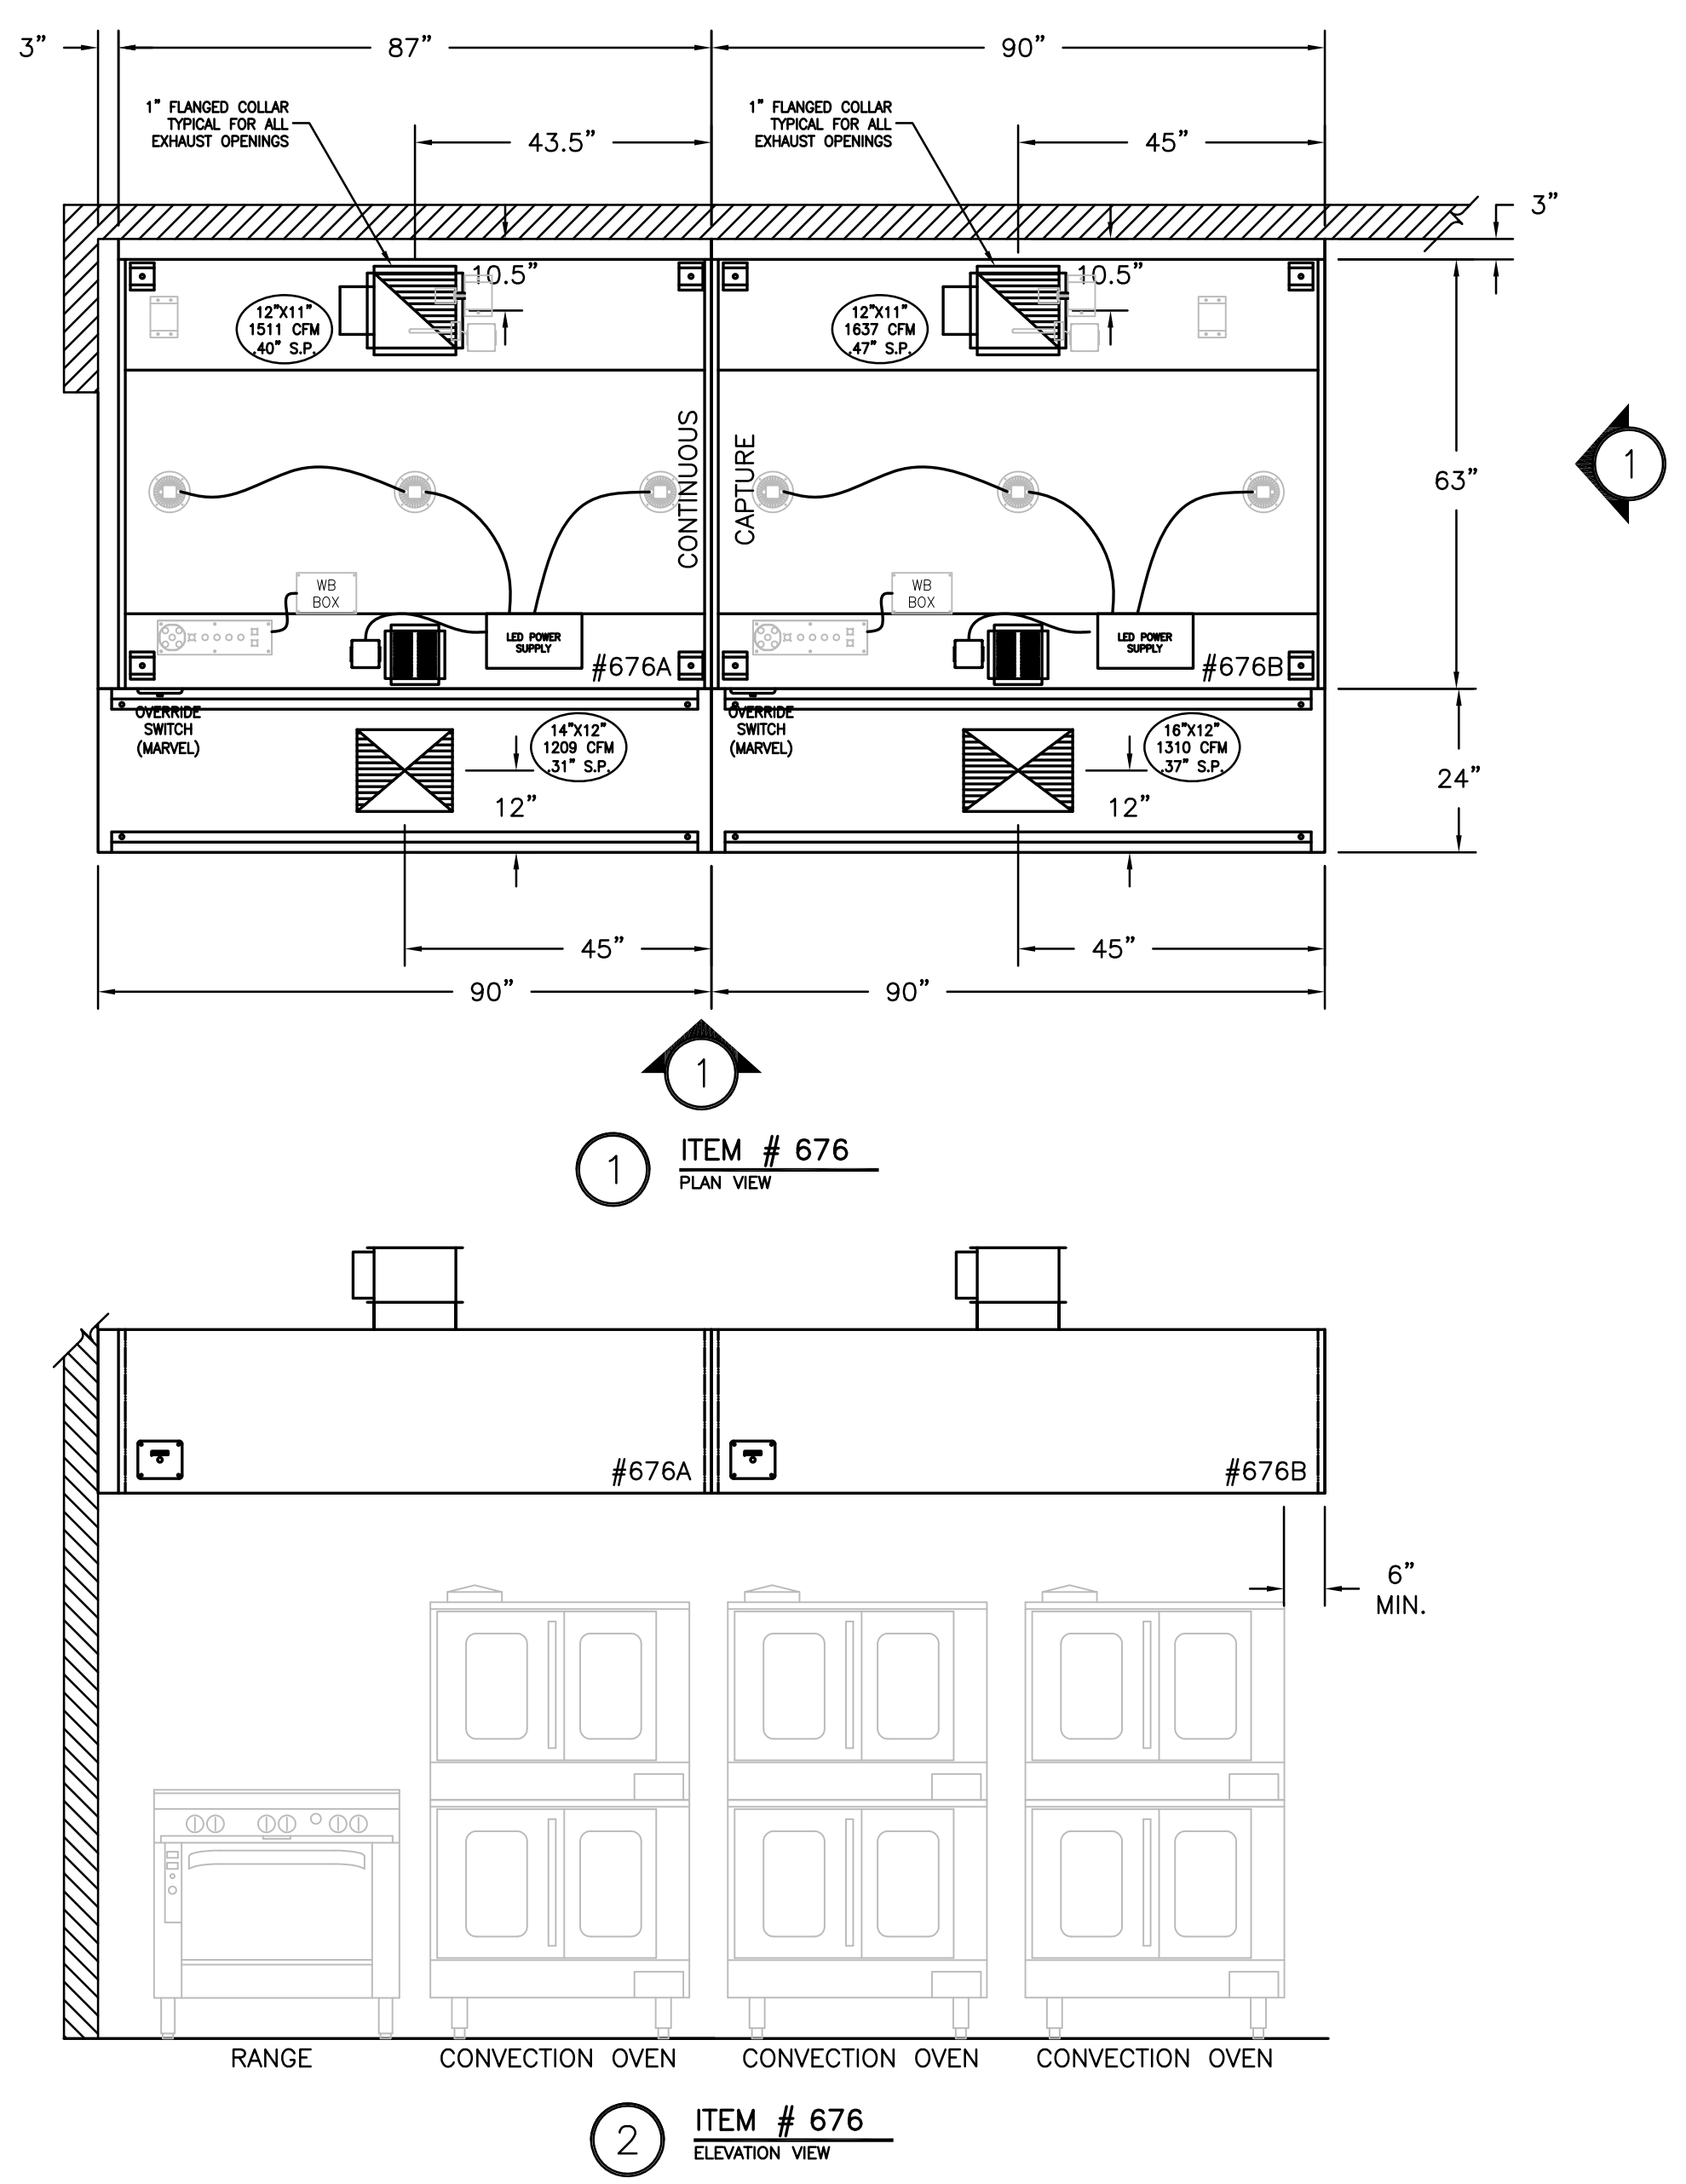 3”
87”
90”
1” FLANGED COLLAR
TYPICAL FOR ALL
EXHAUST OPENINGS
43.5”
1” FLANGED COLLAR
TYPICAL FOR ALL
EXHAUST OPENINGS
45”
3”
10.5”
10.5”
12”X11”
1511 CFM
.40” S.P.
12”X11”
1637 CFM
.47” S.P.
CONTINUOUS
CAPTURE
63”
1
WB
BOX
WB
BOX
LED POWER
SUPPLY
LED POWER
SUPPLY
#676A
#676B
OVERRIDE
SWITCH
(MARVEL)
14”X12”
1209 CFM
.31” S.P.
OVERRIDE
SWITCH
(MARVEL)
16”X12”
1310 CFM
.37” S.P.
24”
12”
12”
45”
45”
90”
90”
1
1
ITEM # 676
PLAN VIEW
#676A
#676B
6”
MIN.
RANGE
CONVECTION OVEN
CONVECTION OVEN
CONVECTION OVEN
2
ITEM # 676
ELEVATION VIEW